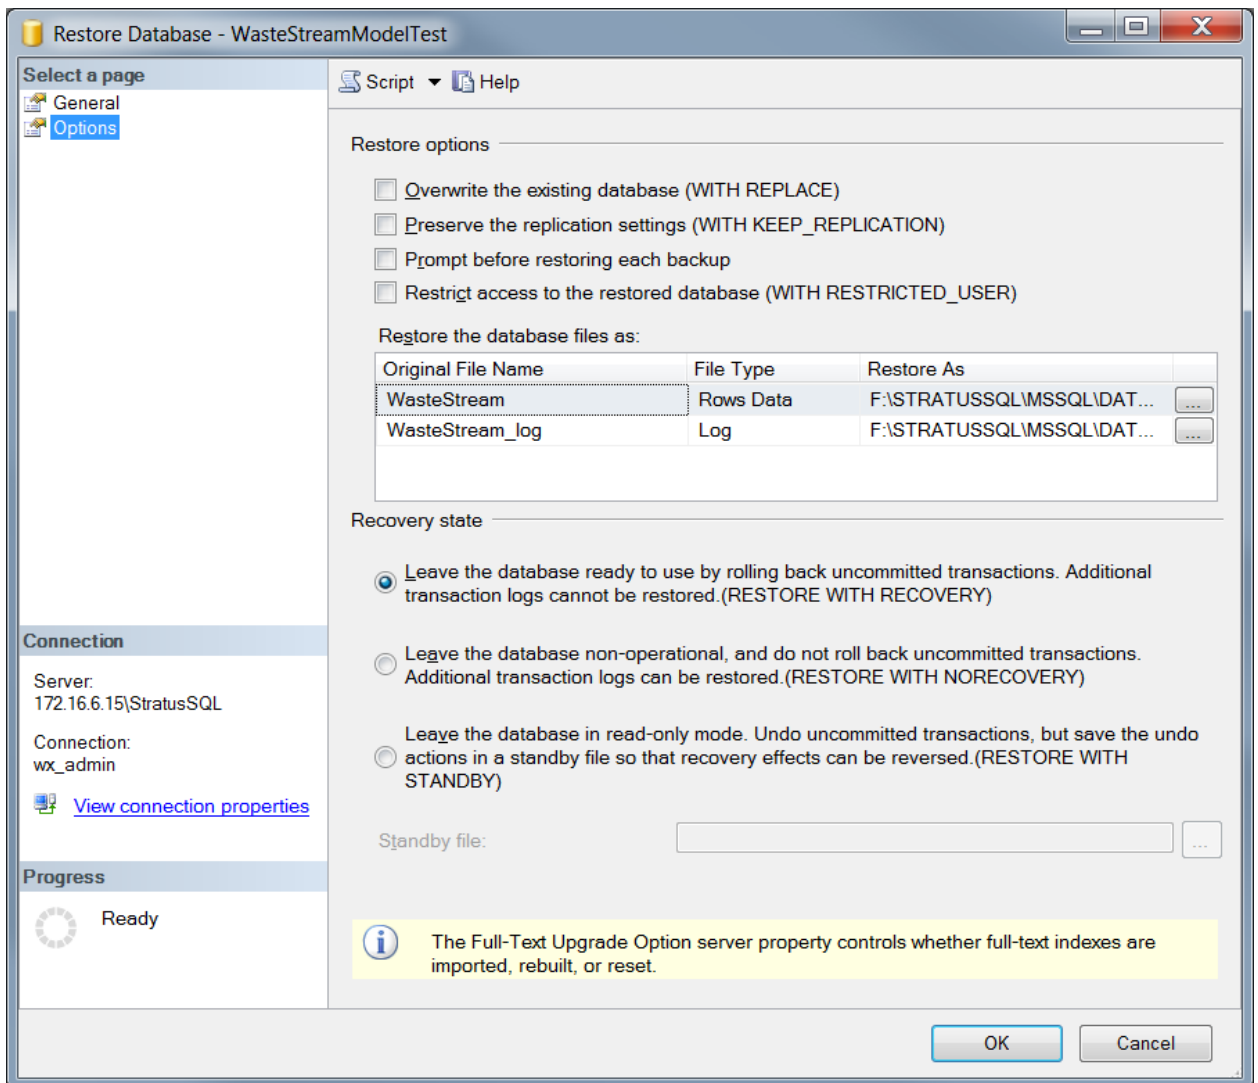 Restore Database - WasteStreamModelTest
Select a page
General
Options
Script
Help
Restore options
Overwrite the existing database (WITH REPLACE)
Preserve the replication settings (WITH KEEP_REPLICATION)
Prompt before restoring each backup
Restrict access to the restored database (WITH RESTRICTED_USER)
Restore the database files as:
Original File Name File Type Restore As
WasteStream Rows Data F:\STRATUSSQL\MSSQL\DAT... ...
WasteStream_log Log F:\STRATUSSQL\MSSQL\DAT... ...
Recovery state
Leave the database ready to use by rolling back uncommitted transactions. Additional
transaction logs cannot be restored.(RESTORE WITH RECOVERY)
Leave the database non-operational, and do not roll back uncommitted transactions.
Additional transaction logs can be restored.(RESTORE WITH NORECOVERY)
Leave the database in read-only mode. Undo uncommitted transactions, but save the undo
actions in a standby file so that recovery effects can be reversed.(RESTORE WITH
STANDBY)
Standby file:
...
Connection
Server:
172.16.6.15\StratusSQL
Connection:
wx_admin
View connection properties
Progress
Ready
The Full-Text Upgrade Option server property controls whether full-text indexes are
imported, rebuilt, or reset.
OK
Cancel